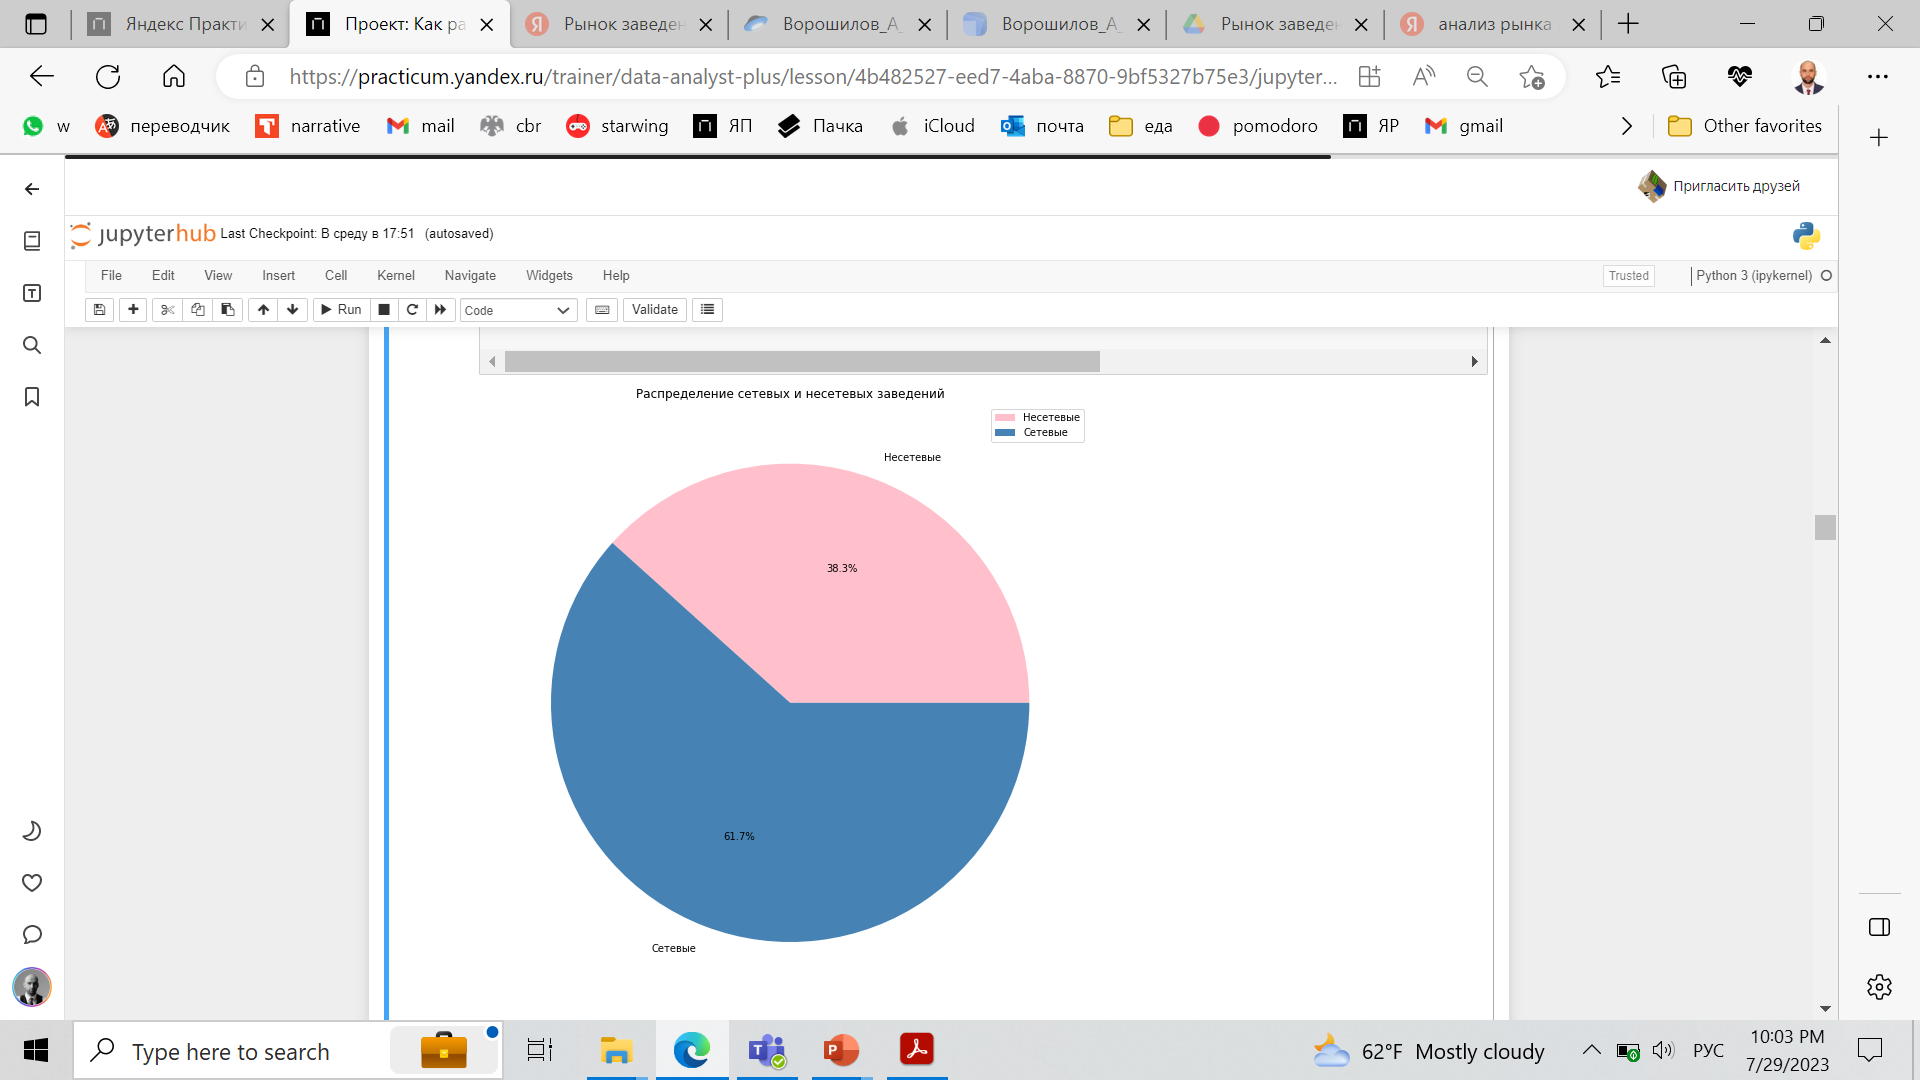 Яндекс Практи
Проект: Как ра
Рынок заведен
Ворошилов_А_
Ворошилов_А_
Рынок заведен
анализ рынка
https://practicum.yandex.ru/trainer/data-analyst-plus/lesson/4b482527-eed7-4aba-8870-9bf5327b75e3/jupyter...
w
переводчик
narrative
mail
cbr
starwing
ЯП
Пачка
iCloud
почта
еда
pomodoro
ЯР
gmail
Other favorites
Пригласить друзей
jupyterhub Last Checkpoint: В среду в 17:51 (autosaved)
File Edit View Insert Cell Kernel Navigate Widgets Help
Trusted
Python 3 (ipykernel)
Run
Code
Validate
Распределение сетевых и несетевых заведений
Несетевые
Сетевые
Несетевые
38.3%
61.7%
Сетевые
Type here to search
62°F Mostly cloudy
РУС
10:03 PM
7/29/2023